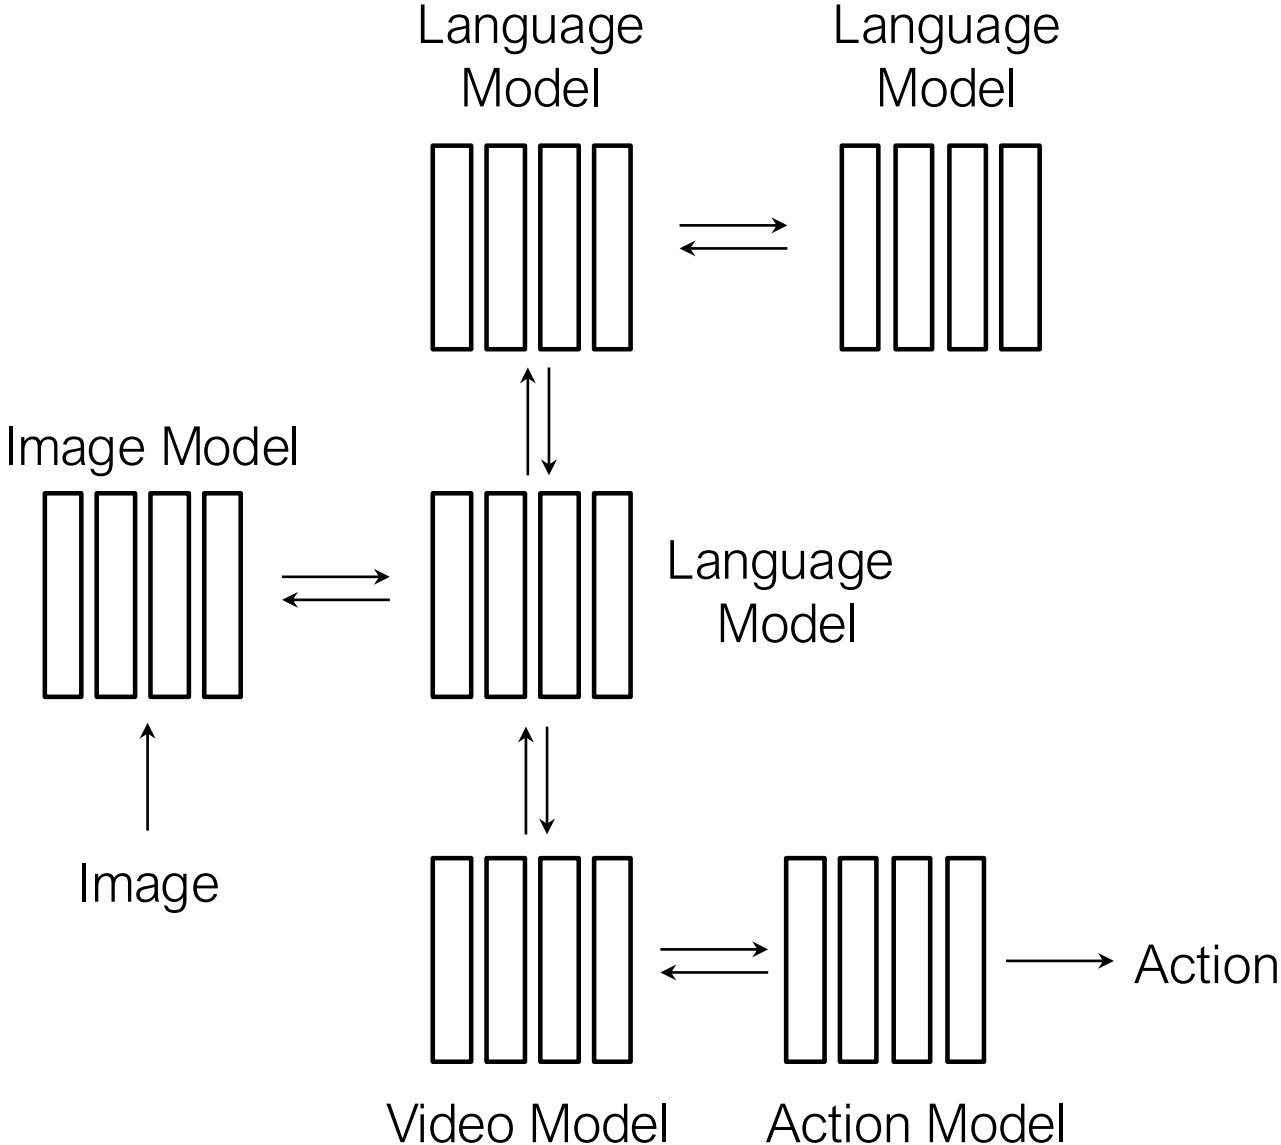 Language
Model
Language
Model
Image Model
Language
Model
Image
Action
Video Model
Action Model